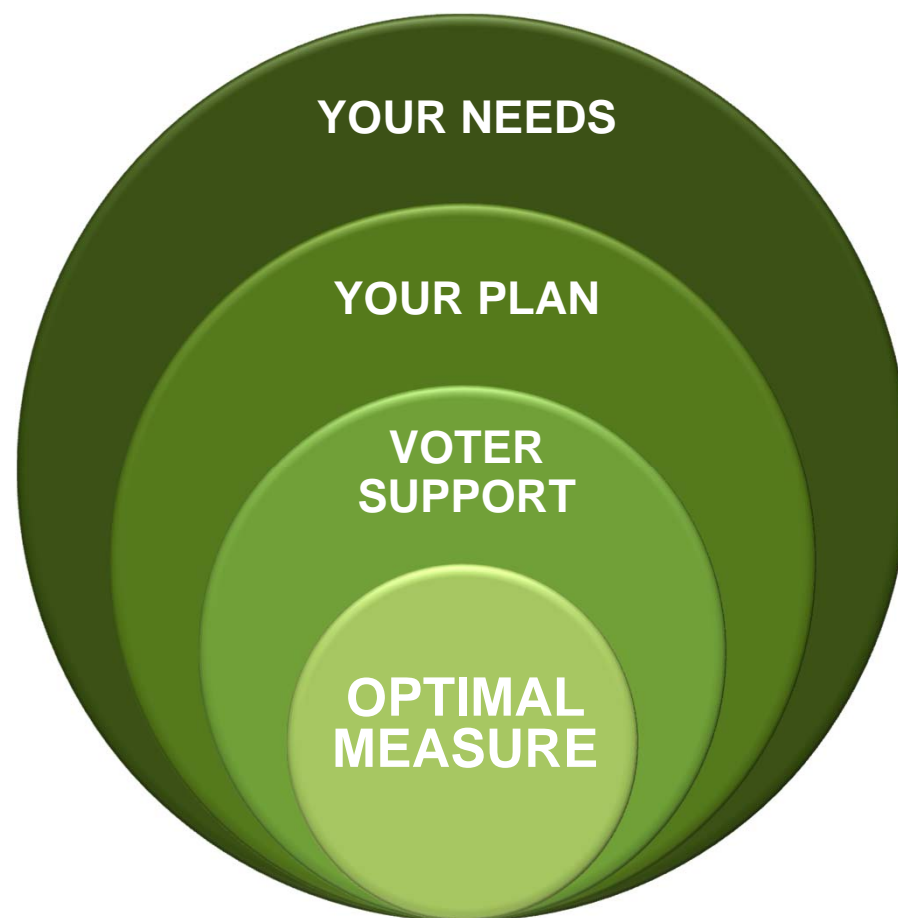 YOUR NEEDS
YOUR PLAN
VOTER
SUPPORT
OPTIMAL
MEASURE